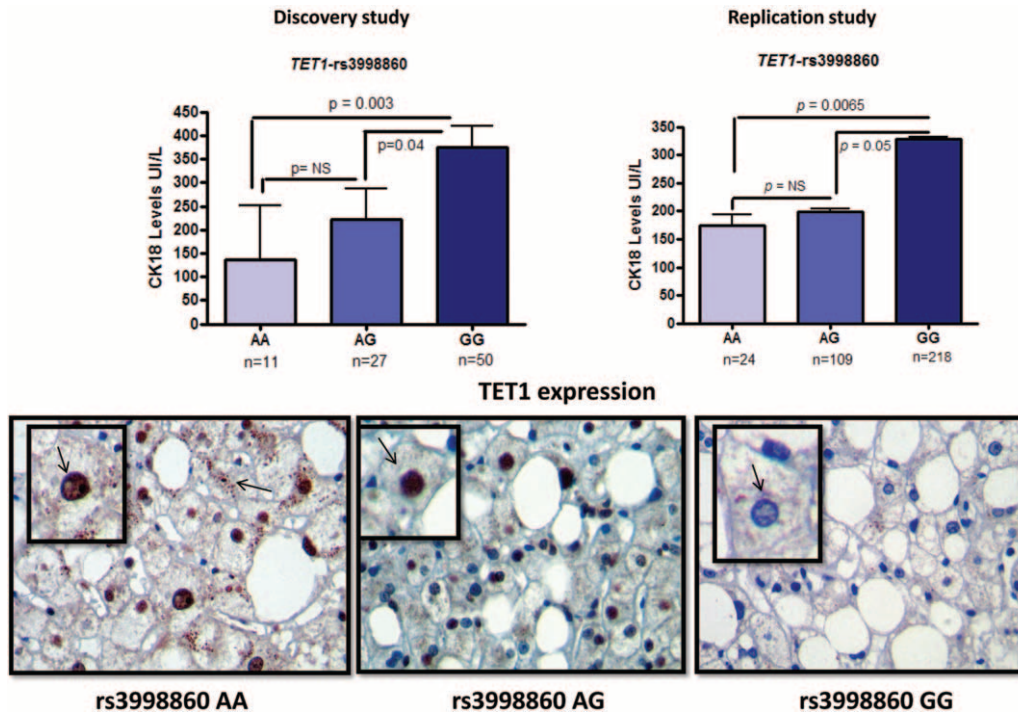 Discovery study
TET1-rs3998860
p = 0.003
p=0.04
p= NS
CK18 Levels UI/L
450
400
350
300
250
200
150
100
50
0
AA
AG
GG
n=11
n=27
n=50
Replication study
TET1-rs3998860
p = 0.0065
p = 0.05
p = NS
CK18 Levels UI/L
350
300
250
200
150
100
50
0
AA
AG
GG
n=24
n=109
n=218
TET1 expression
rs3998860 AA
rs3998860 AG
rs3998860 GG